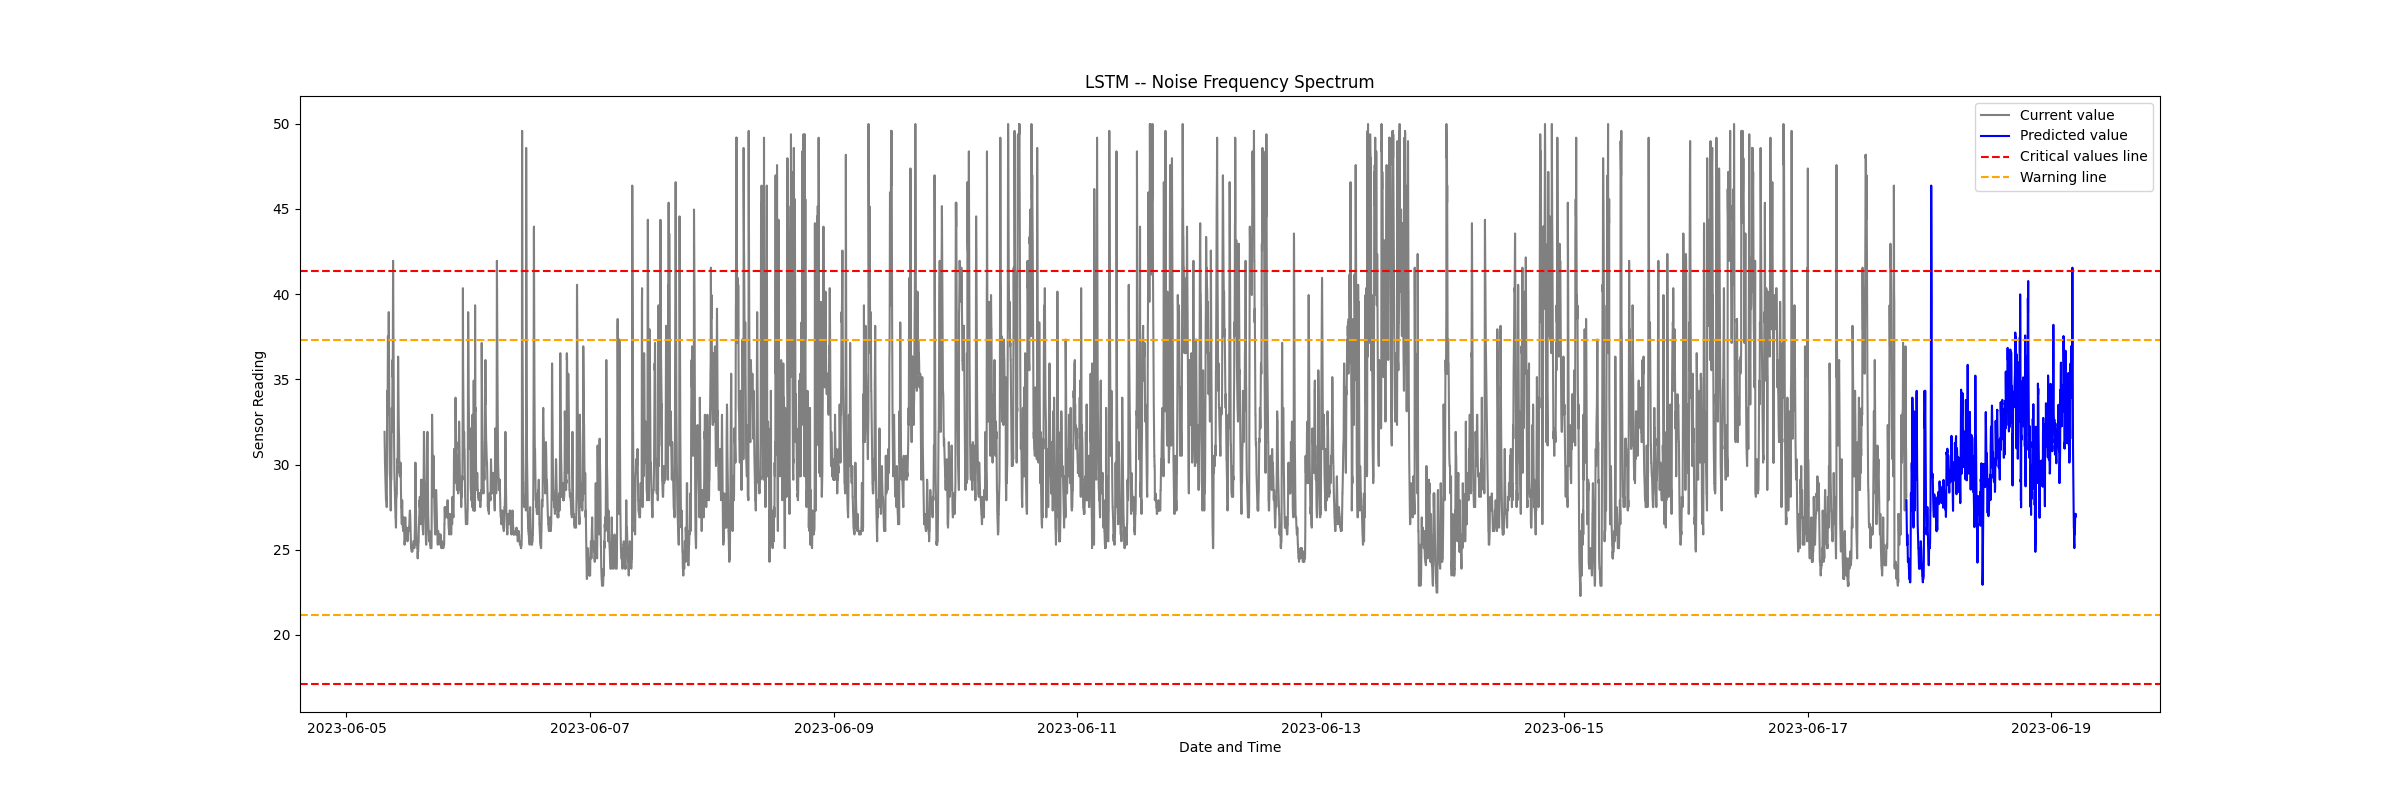 LSTM -- Noise Frequency Spectrum
Current value
Predicted value
Critical values line
Warning line
50
45
40
35
30
25
20
Sensor Reading
2023-06-05
2023-06-07
2023-06-09
2023-06-11
2023-06-13
2023-06-15
2023-06-17
2023-06-19
Date and Time